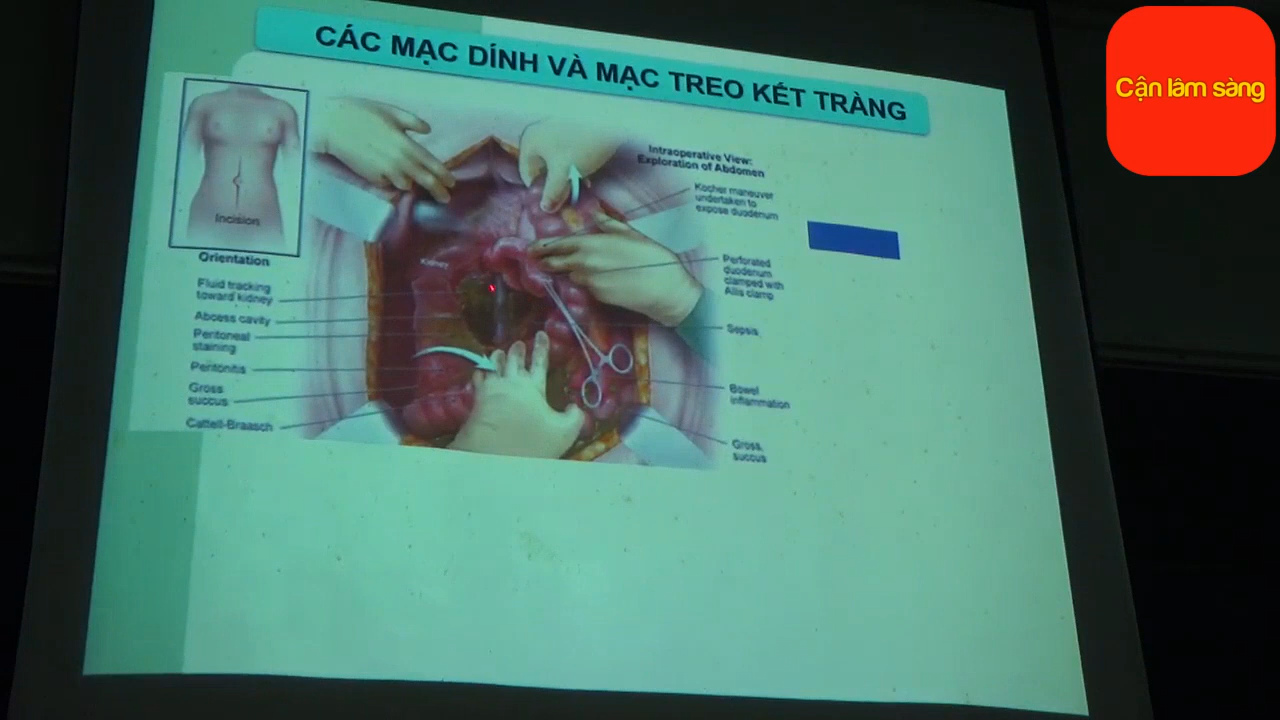 CÁC MẠC DÍNH VÀ MẠC TREO KẾT TRÀNG
Cận lâm sàng
Incision
Orientation
Fluid tracking
toward kidney
Abcess cavity
Peritoneal
staining
Peritonitis
Gross
succus
Cattell-Braasch
Kidney
Intraoperative View:
Exploration of Abdomen
Kocher maneuver
undertaken to
expose duodenum
Perforated
duodenum
clamped with
Allis clamp
Sepsis
Bowel
inflammation
Gross
succus